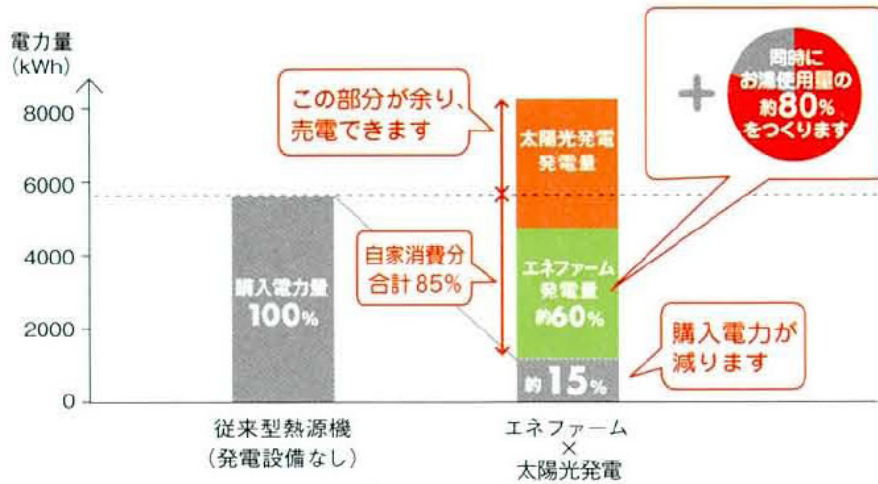 電力量
(kWh)
8000
6000
4000
2000
0
この部分が余り、
売電できます
自家消費分
合計85%
購入電力量
100%
太陽光発電
発電量
エネファーム
発電量
約60%
約15%
+
同時に
お湯使用量の
約80%
をつくります
購入電力が
減ります
従来型熱源機
(発電設備なし)
エネファーム
×
太陽光発電